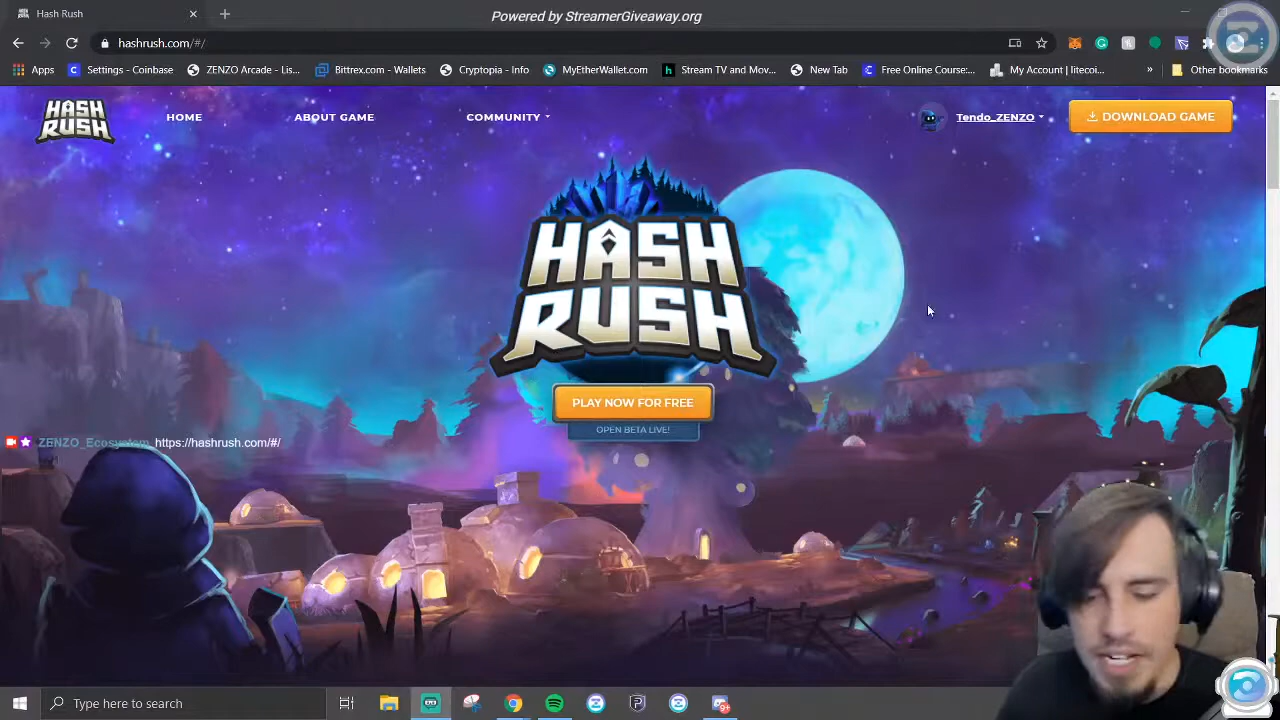 Hash Rush
Powered by StreamerGiveaway.org
hashrush.com/#/
Apps
Settings - Coinbase
ZENZO Arcade - Lis...
Bittrex.com - Wallets
Cryptopia - Info
MyEtherWallet.com
Stream TV and Mov...
New Tab
Free Online Course:...
My Account | litecoi...
»
Other bookmarks
HASH
RUSH
HOME
ABOUT GAME
COMMUNITY
Tendo_ZENZO
DOWNLOAD GAME
HASH
RUSH
PLAY NOW FOR FREE
OPEN BETA LIVE!
ZENZO_Ecosystem https://hashrush.com/#/
Type here to search